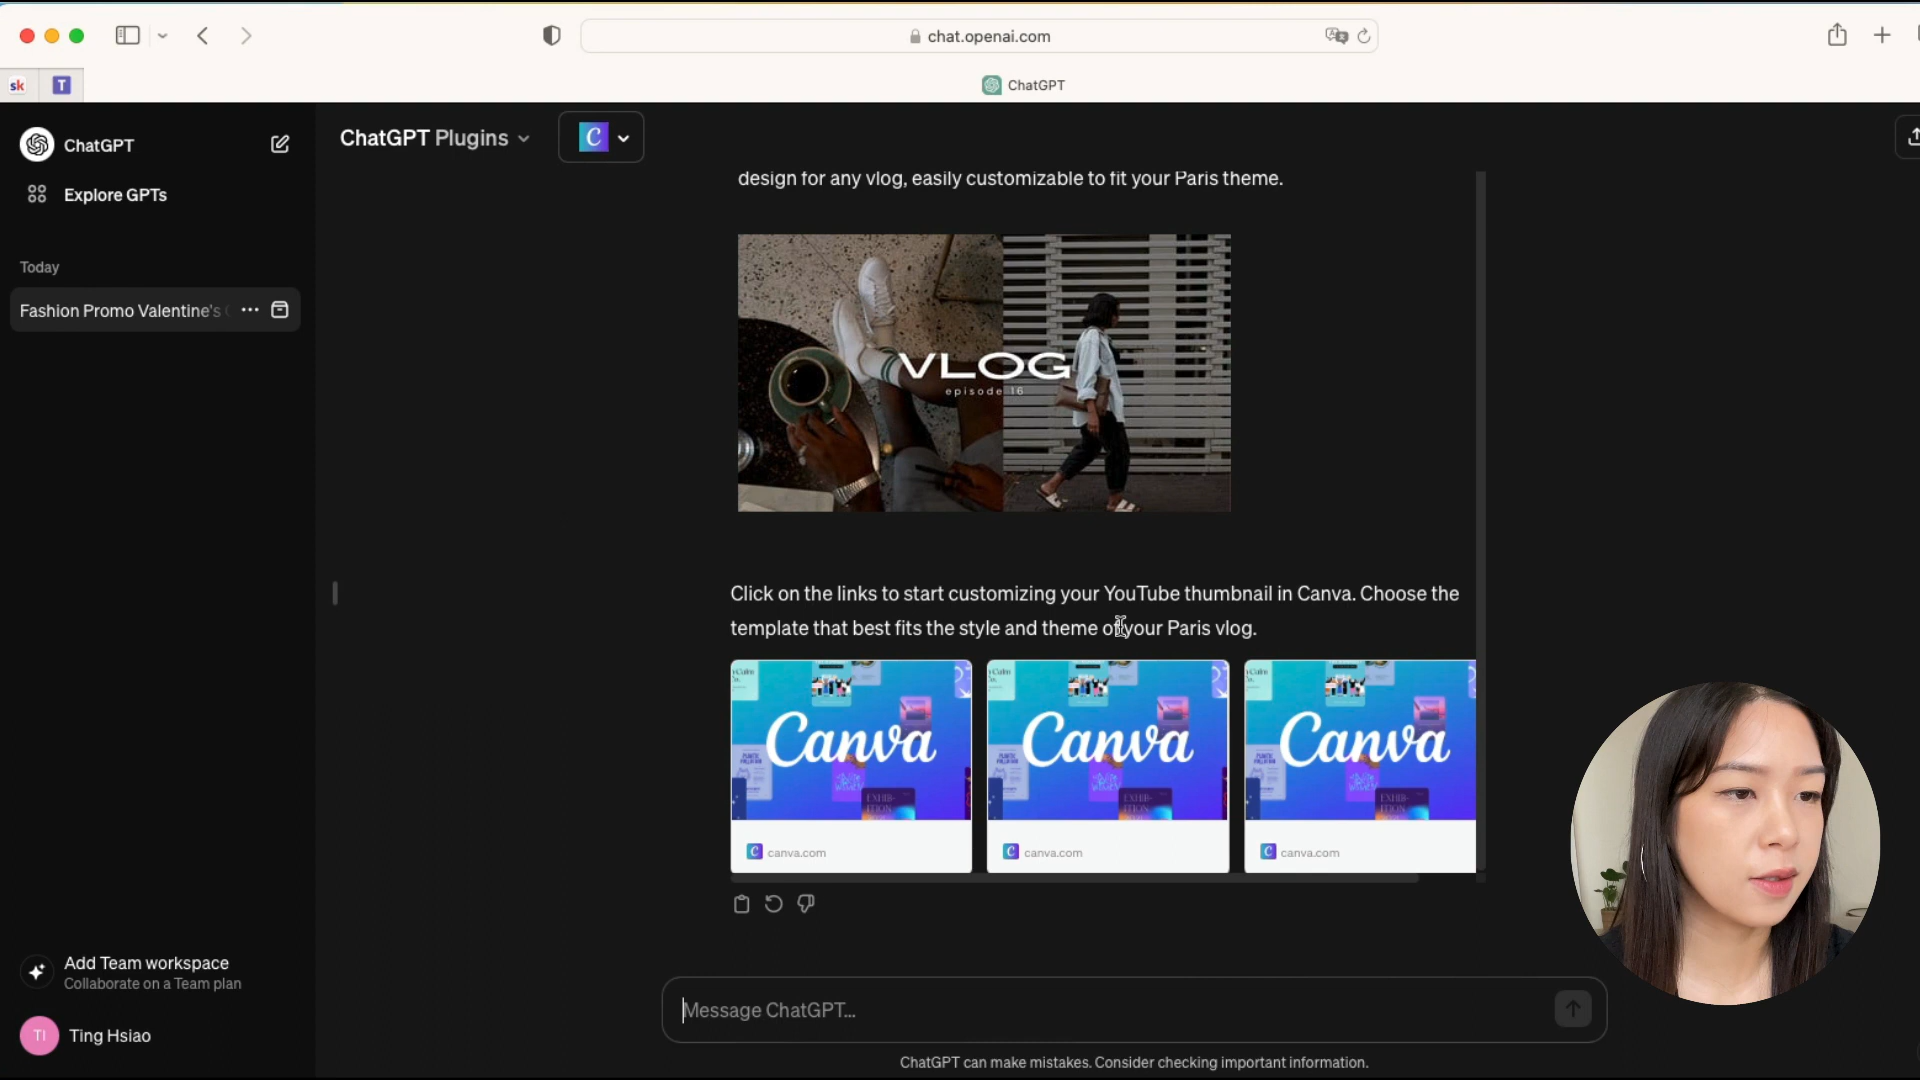 chat.openai.com
sk
T
ChatGPT
ChatGPT
Explore GPTs
Today
Fashion Promo Valentine's
Add Team workspace
Collaborate on a Team plan
TI
Ting Hsiao
ChatGPT Plugins
C
design for any vlog, easily customizable to fit your Paris theme.
VLOG
episode 16
Click on the links to start customizing your YouTube thumbnail in Canva. Choose the
template that best fits the style and theme of your Paris vlog.
Canva
Canva
Canva
C canva.com
C canva.com
C canva.com
Message ChatGPT...
ChatGPT can make mistakes. Consider checking important information.